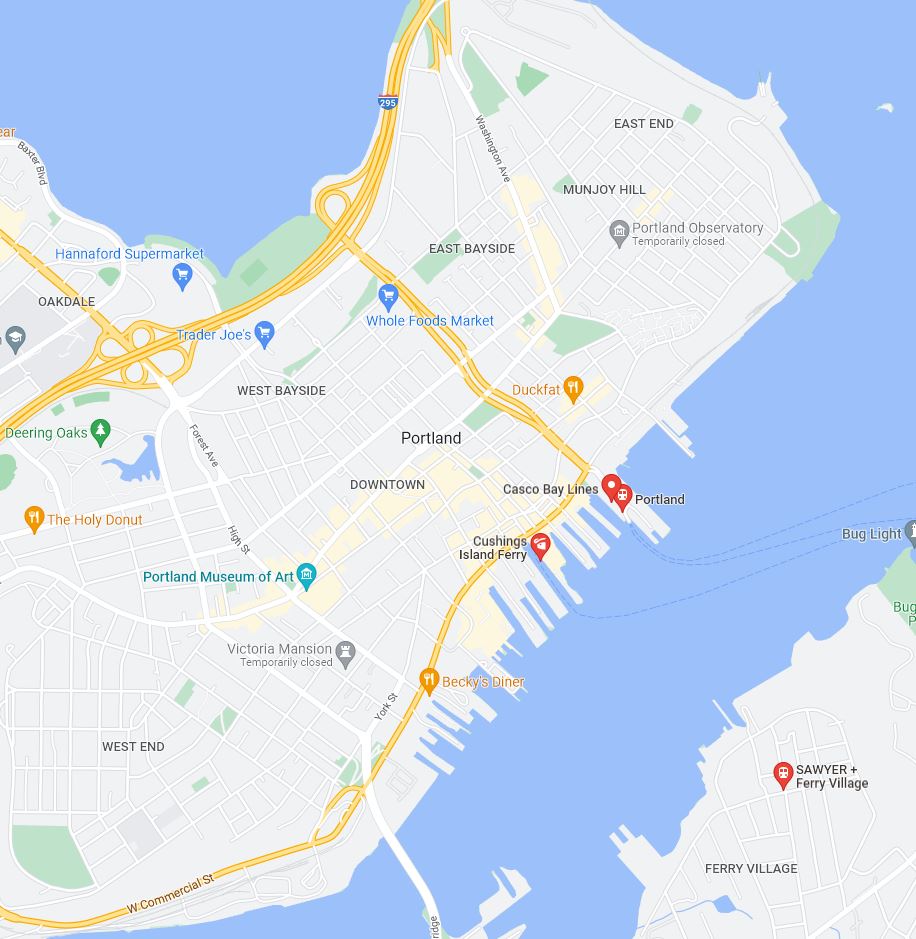 295
Washington Ave
EAST END
ear
Baxter Blvd
MUNJOY HILL
Portland Observatory
Temporarily closed
EAST BAYSIDE
Hannaford Supermarket
OAKDALE
Whole Foods Market
Trader Joe's
WEST BAYSIDE
Duckfat
Deering Oaks
Forest Ave
Portland
DOWNTOWN
Casco Bay Lines
Portland
The Holy Donut
High St
Cushings
Island Ferry
Bug Light
Portland Museum of Art
Bug
P
Victoria Mansion
Temporarily closed
Becky's Diner
York St
WEST END
SAWYER +
Ferry Village
FERRY VILLAGE
W Commercial St
ridge